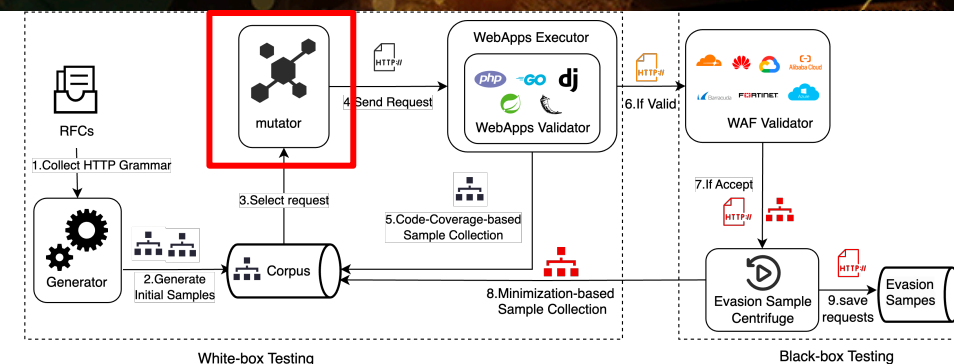 WebApps Executor
HTTP://
HTTP://
php
GO
dj
Alibaba Cloud
Barracuda
FORTINET
RFCs
mutator
4.Send Request
WebApps Validator
6.If Valid
WAF Validator
1.Collect HTTP Grammar
3.Select request
5.Code-Coverage-based
Sample Collection
7.If Accept
HTTP://
Generator
2.Generate
Initial Samples
Corpus
8.Minimization-based
Sample Collection
Evasion Sample
Centrifuge
HTTP://
9.save
requests
Evasion
Sampes
White-box Testing
Black-box Testing